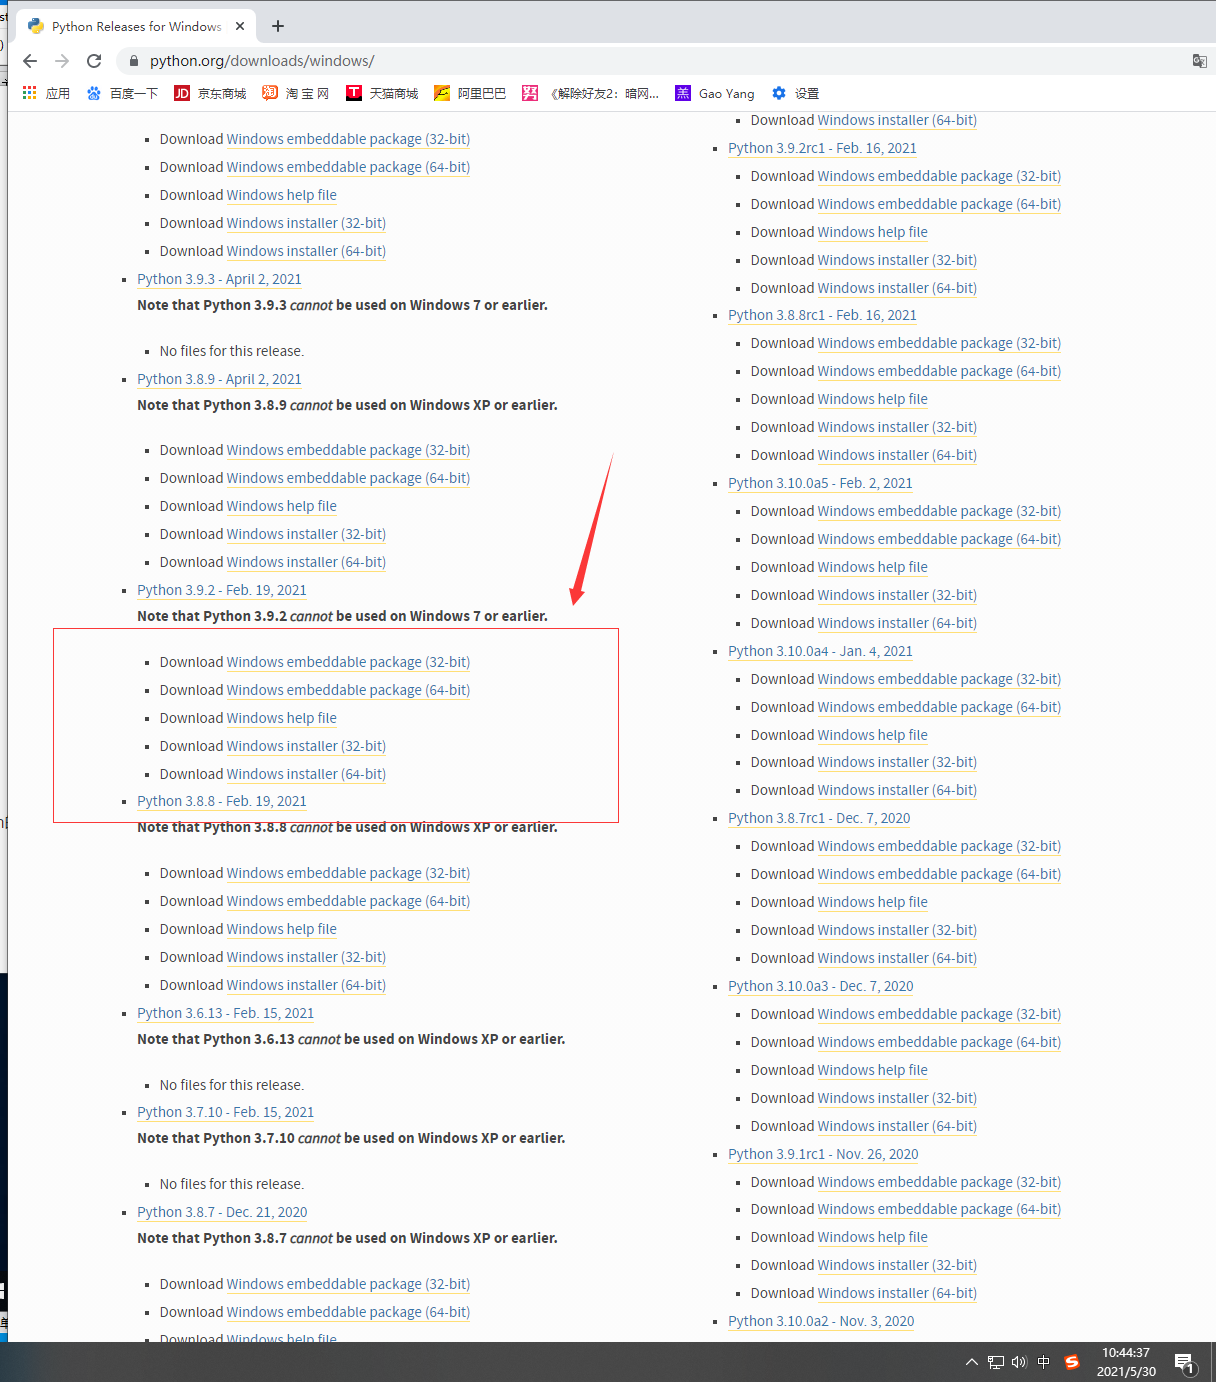 Python Releases for Windows
python.org/downloads/windows/
应用
百度一下
JD
京东商城
淘
淘 宝 网
T
天猫商城
阿里巴巴
《解除好友2：暗网...
羔
Gao Yang
设置
Download Windows embeddable package (32-bit)
Download Windows embeddable package (64-bit)
Download Windows help file
Download Windows installer (32-bit)
Download Windows installer (64-bit)
Python 3.9.3 - April 2, 2021
Note that Python 3.9.3 cannot be used on Windows 7 or earlier.
No files for this release.
Python 3.8.9 - April 2, 2021
Note that Python 3.8.9 cannot be used on Windows XP or earlier.
Download Windows embeddable package (32-bit)
Download Windows embeddable package (64-bit)
Download Windows help file
Download Windows installer (32-bit)
Download Windows installer (64-bit)
Python 3.9.2 - Feb. 19, 2021
Note that Python 3.9.2 cannot be used on Windows 7 or earlier.
Download Windows embeddable package (32-bit)
Download Windows embeddable package (64-bit)
Download Windows help file
Download Windows installer (32-bit)
Download Windows installer (64-bit)
Python 3.8.8 - Feb. 19, 2021
Note that Python 3.8.8 cannot be used on Windows XP or earlier.
Download Windows embeddable package (32-bit)
Download Windows embeddable package (64-bit)
Download Windows help file
Download Windows installer (32-bit)
Download Windows installer (64-bit)
Python 3.6.13 - Feb. 15, 2021
Note that Python 3.6.13 cannot be used on Windows XP or earlier.
No files for this release.
Python 3.7.10 - Feb. 15, 2021
Note that Python 3.7.10 cannot be used on Windows XP or earlier.
No files for this release.
Python 3.8.7 - Dec. 21, 2020
Note that Python 3.8.7 cannot be used on Windows XP or earlier.
Download Windows embeddable package (32-bit)
Download Windows embeddable package (64-bit)
Download Windows help file
Download Windows installer (64-bit)
Python 3.9.2rc1 - Feb. 16, 2021
Download Windows embeddable package (32-bit)
Download Windows embeddable package (64-bit)
Download Windows help file
Download Windows installer (32-bit)
Download Windows installer (64-bit)
Python 3.8.8rc1 - Feb. 16, 2021
Download Windows embeddable package (32-bit)
Download Windows embeddable package (64-bit)
Download Windows help file
Download Windows installer (32-bit)
Download Windows installer (64-bit)
Python 3.10.0a5 - Feb. 2, 2021
Download Windows embeddable package (32-bit)
Download Windows embeddable package (64-bit)
Download Windows help file
Download Windows installer (32-bit)
Download Windows installer (64-bit)
Python 3.10.0a4 - Jan. 4, 2021
Download Windows embeddable package (32-bit)
Download Windows embeddable package (64-bit)
Download Windows help file
Download Windows installer (32-bit)
Download Windows installer (64-bit)
Python 3.8.7rc1 - Dec. 7, 2020
Download Windows embeddable package (32-bit)
Download Windows embeddable package (64-bit)
Download Windows help file
Download Windows installer (32-bit)
Download Windows installer (64-bit)
Python 3.10.0a3 - Dec. 7, 2020
Download Windows embeddable package (32-bit)
Download Windows embeddable package (64-bit)
Download Windows help file
Download Windows installer (32-bit)
Download Windows installer (64-bit)
Python 3.9.1rc1 - Nov. 26, 2020
Download Windows embeddable package (32-bit)
Download Windows embeddable package (64-bit)
Download Windows help file
Download Windows installer (32-bit)
Download Windows installer (64-bit)
Python 3.10.0a2 - Nov. 3, 2020
中
S
10:44:37
2021/5/30
1